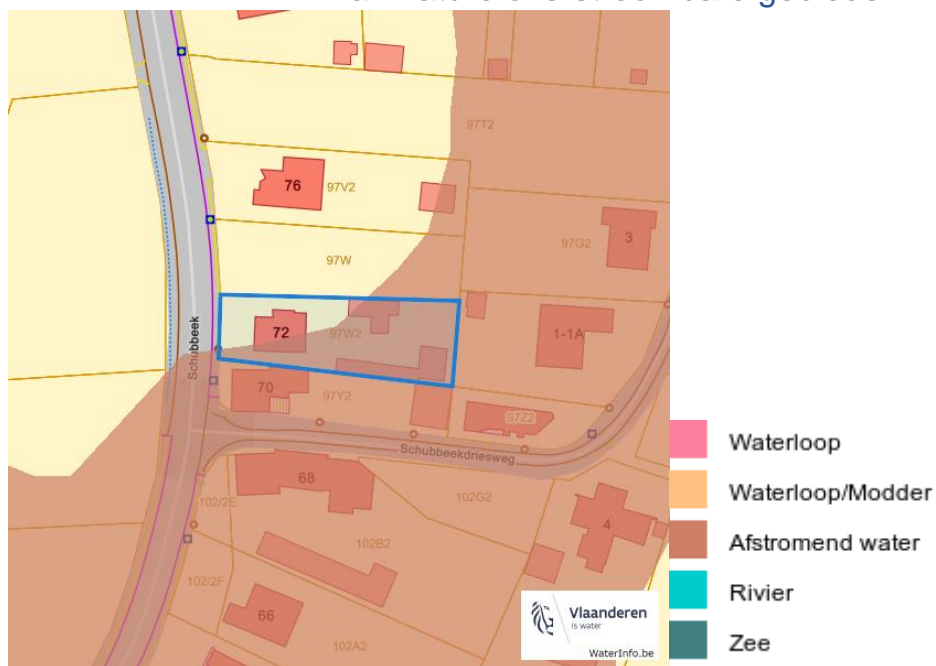 97T2
76
97V2
97G2
3
97W
72
97W2
1-1A
Schubbeek
70
97Y2
97Z2
Schubbeekdriesweg
68
102/2E
102G2
4
102B2
102/2F
66
102A2
Vlaanderen
is water
WaterInfo.be
Waterloop
Waterloop/Modder
Afstromend water
Rivier
Zee